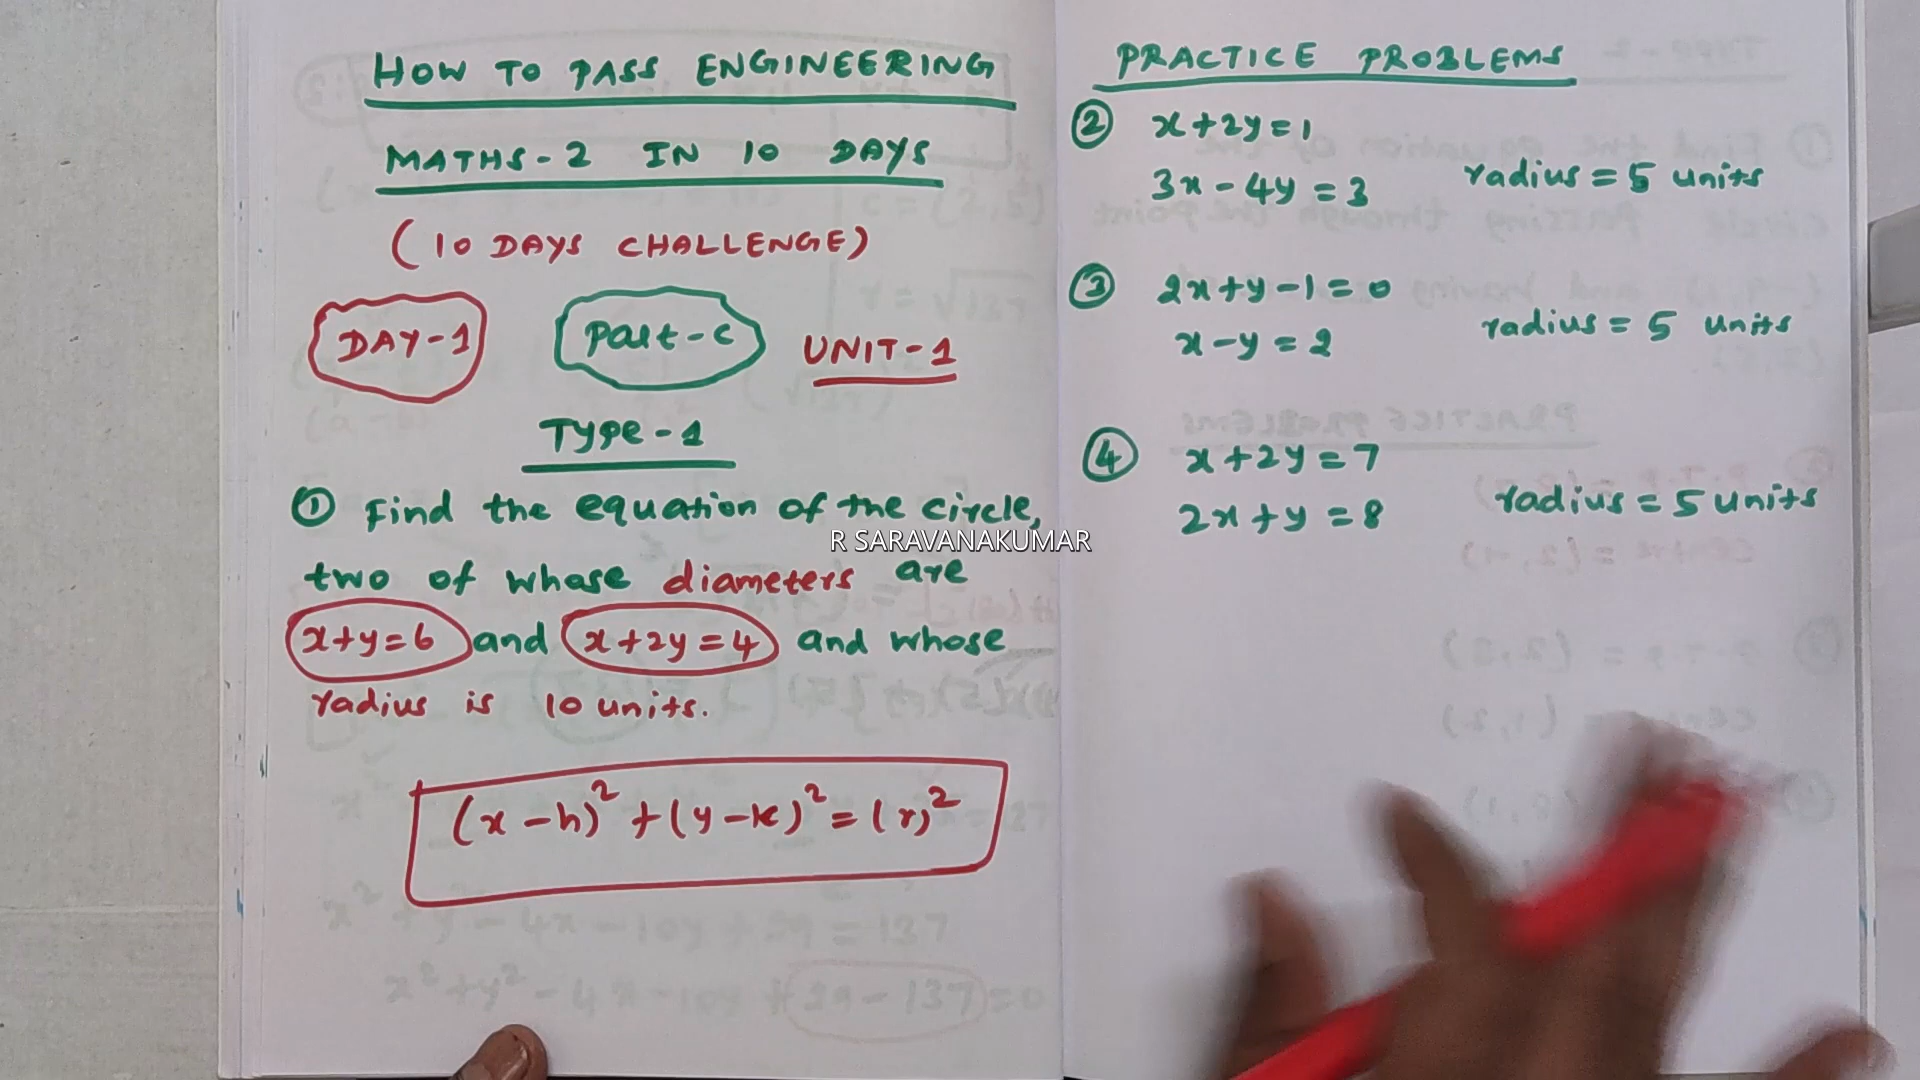 HOW TO PASS ENGINEERING
MATHS-2 IN 10 DAYS
(10 DAYS CHALLENGE)
DAY-1 Part-C UNIT-1
Type-1
① Find the equation of the circle,
two of whose diameters are
x+y=6 and x+2y=4 and whose
radius is 10 units.
(x-h)²+(y-k)²=(r)²
PRACTICE PROBLEMS
② x+2y=1
3x-4y=3 radius=5 units
③ 2x+y-1=0
x-y=2 radius=5 units
④ x+2y=7
2x+y=8 radius=5 units
R SARAVANAKUMAR